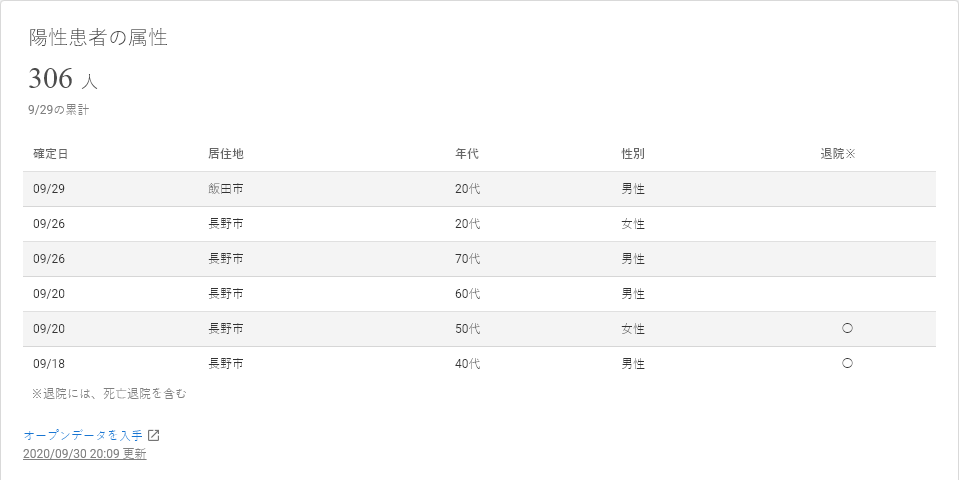 陽性患者の属性
306 人
9/29の累計
確定日 居住地 年代 性別 退院※
09/29 飯田市 20代 男性
09/26 長野市 20代 女性
09/26 長野市 70代 男性
09/20 長野市 60代 男性
09/20 長野市 50代 女性 〇
09/18 長野市 40代 男性 〇
※退院には、死亡退院を含む
オープンデータを入手
2020/09/30 20:09 更新